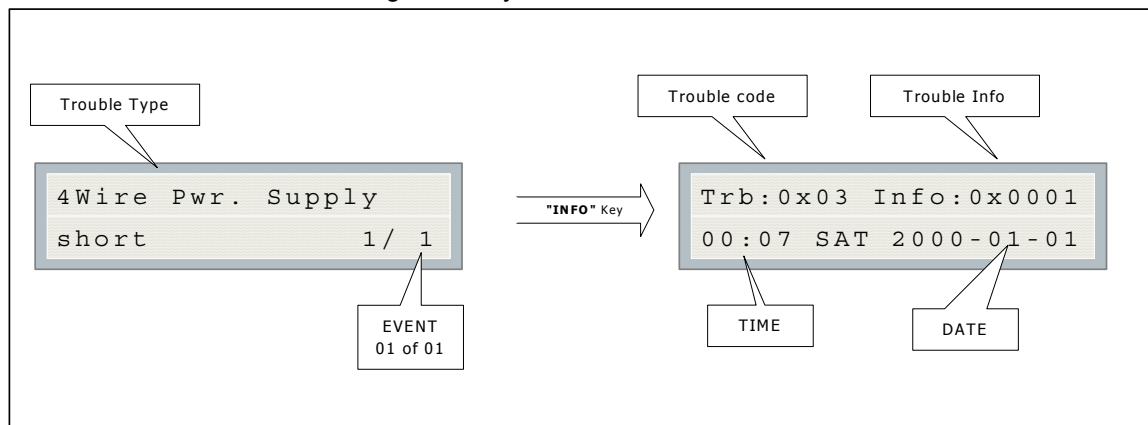 Trouble Type
4Wire Pwr. Supply
short 1/ 1
EVENT
01 of 01
"INFO" Key
Trouble code
Trouble Info
Trb:0x03 Info:0x0001
00:07 SAT 2000-01-01
TIME
DATE